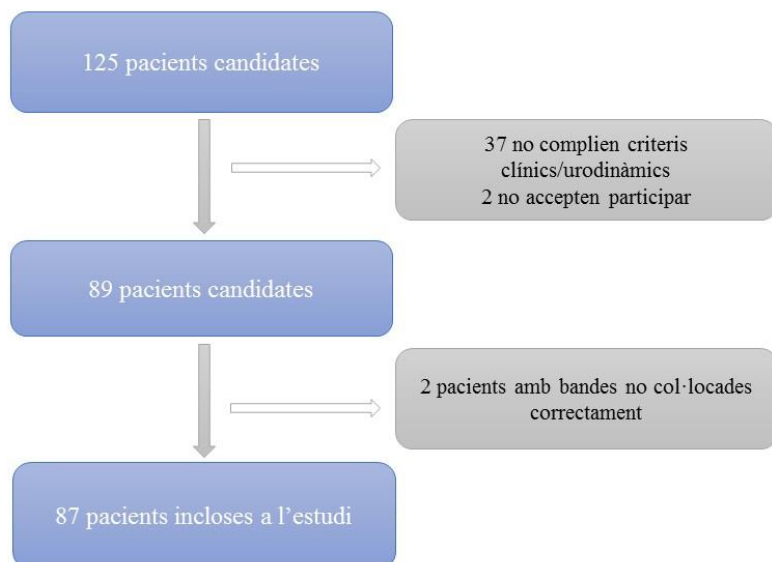 125 pacients candidates
37 no complien criteris
clínics/urodinàmics
2 no accepten participar
89 pacients candidates
2 pacients amb bandes no col·locades
correctament
87 pacients incloses a l’estudi